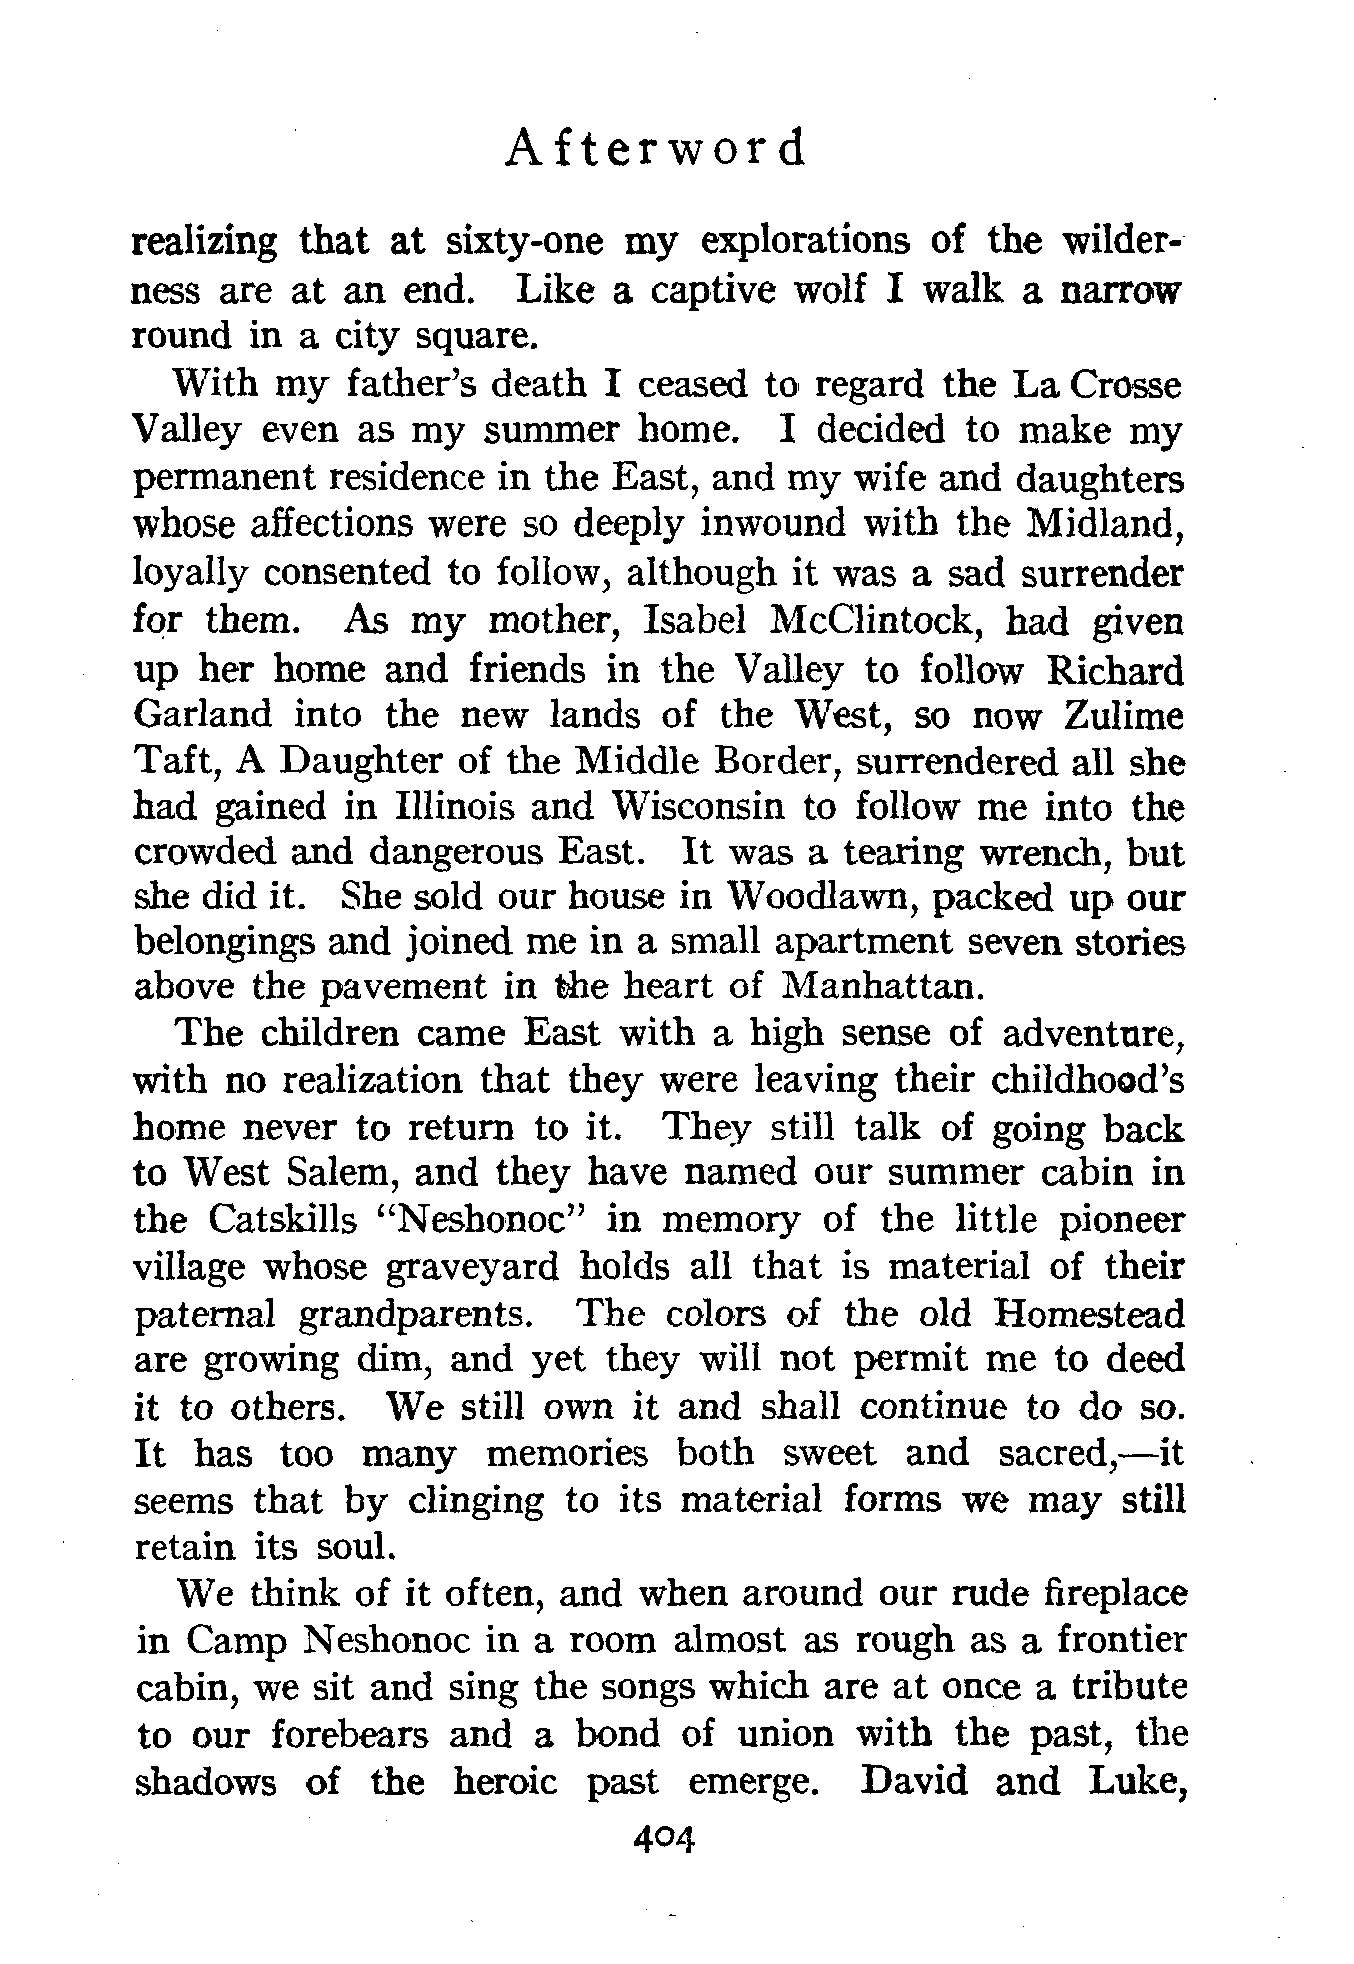 Afterword
realizing that at sixty-one my explorations of the wilder-
ness are at an end. Like a captive wolf I walk a narrow
round in a city square.
With my father's death I ceased to regard the La Crosse
Valley even as my summer home. I decided to make my
permanent residence in the East, and my wife and daughters
whose affections were so deeply inwound with the Midland,
loyally consented to follow, although it was a sad surrender
for them. As my mother, Isabel McClintock, had given
up her home and friends in the Valley to follow Richard
Garland into the new lands of the West, so now Zulime
Taft, A Daughter of the Middle Border, surrendered all she
had gained in Illinois and Wisconsin to follow me into the
crowded and dangerous East. It was a tearing wrench, but
she did it. She sold our house in Woodlawn, packed up our
belongings and joined me in a small apartment seven stories
above the pavement in the heart of Manhattan.
The children came East with a high sense of adventure,
with no realization that they were leaving their childhood's
home never to return to it. They still talk of going back
to West Salem, and they have named our summer cabin in
the Catskills "Neshonoc" in memory of the little pioneer
village whose graveyard holds all that is material of their
paternal grandparents. The colors of the old Homestead
are growing dim, and yet they will not permit me to deed
it to others. We still own it and shall continue to do so.
It has too many memories both sweet and sacred,—it
seems that by clinging to its material forms we may still
retain its soul.
We think of it often, and when around our rude fireplace
in Camp Neshonoc in a room almost as rough as a frontier
cabin, we sit and sing the songs which are at once a tribute
to our forebears and a bond of union with the past, the
shadows of the heroic past emerge. David and Luke,
404